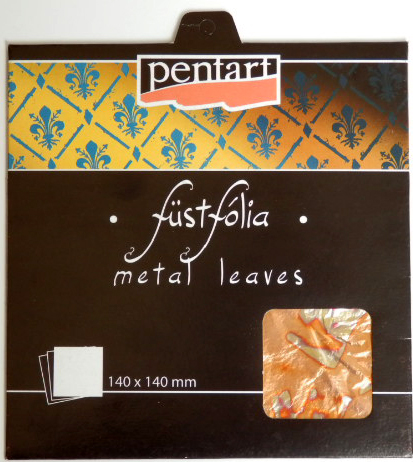 pentart
füstfólia
metal leaves
140 x 140 mm